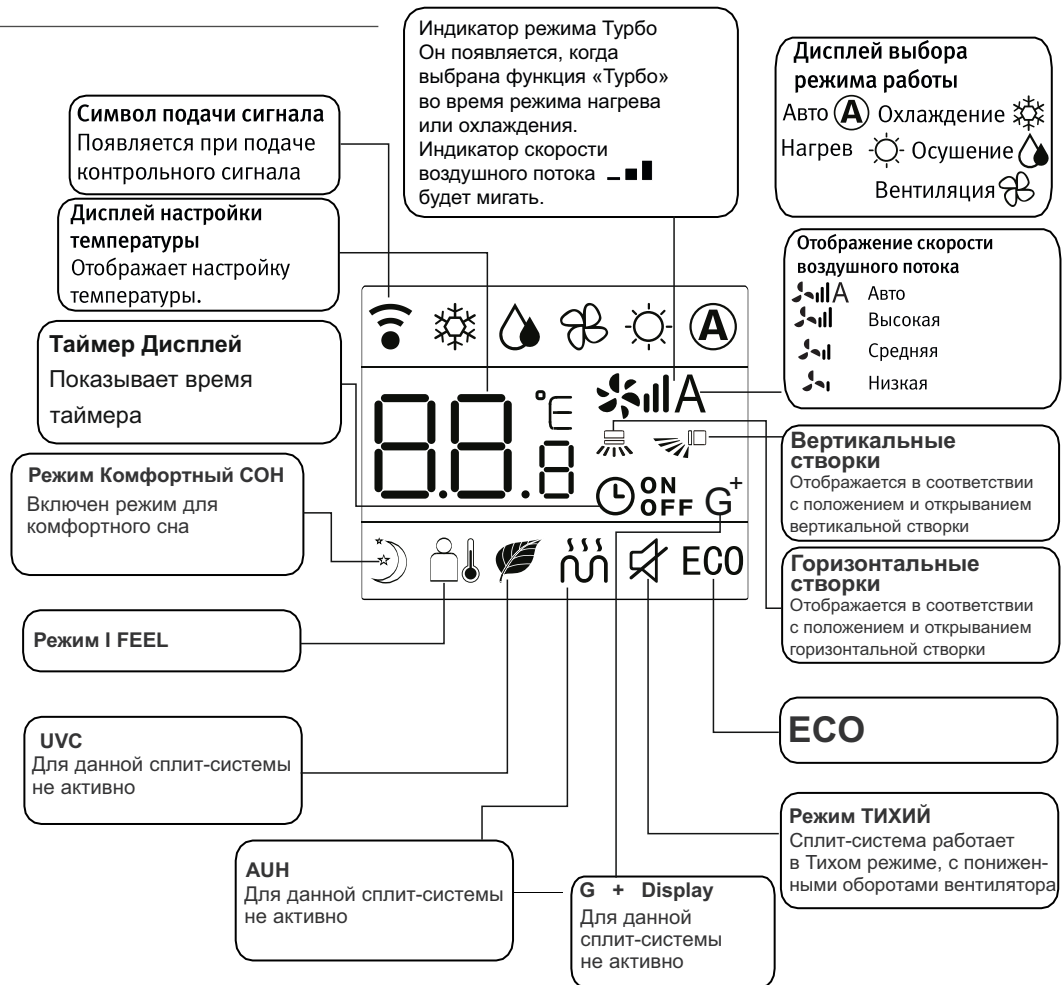 Индикатор режима Турбо
Он появляется, когда
выбрана функция «Турбо»
во время режима нагрева
или охлаждения.
Индикатор скорости
воздушного потока
будет мигать.
Дисплей выбора
режима работы
Авто A Охлаждение
Нагрев Осушение
Вентиляция
Символ подачи сигнала
Появляется при подаче
контрольного сигнала
Дисплей настройки
температуры
Отображает настройку
температуры.
Отображение скорости
воздушного потока
A Авто
Высокая
Средняя
Низкая
Таймер Дисплей
Показывает время
таймера
A
88.8 °E A
ON
OFF G+
ECO
Вертикальные
створки
Отображается в соответствии
с положением и открыванием
вертикальной створки
Режим Комфортный СОН
Включен режим для
комфортного сна
Горизонтальные
створки
Отображается в соответствии
с положением и открыванием
горизонтальной створки
Режим I FEEL
ECO
UVC
Для данной сплит-системы
не активно
Режим ТИХИЙ
Сплит-система работает
в Тихом режиме, с понижен-
ными оборотами вентилятора
AUH
Для данной сплит-системы
не активно
G + Display
Для данной
сплит-системы
не активно